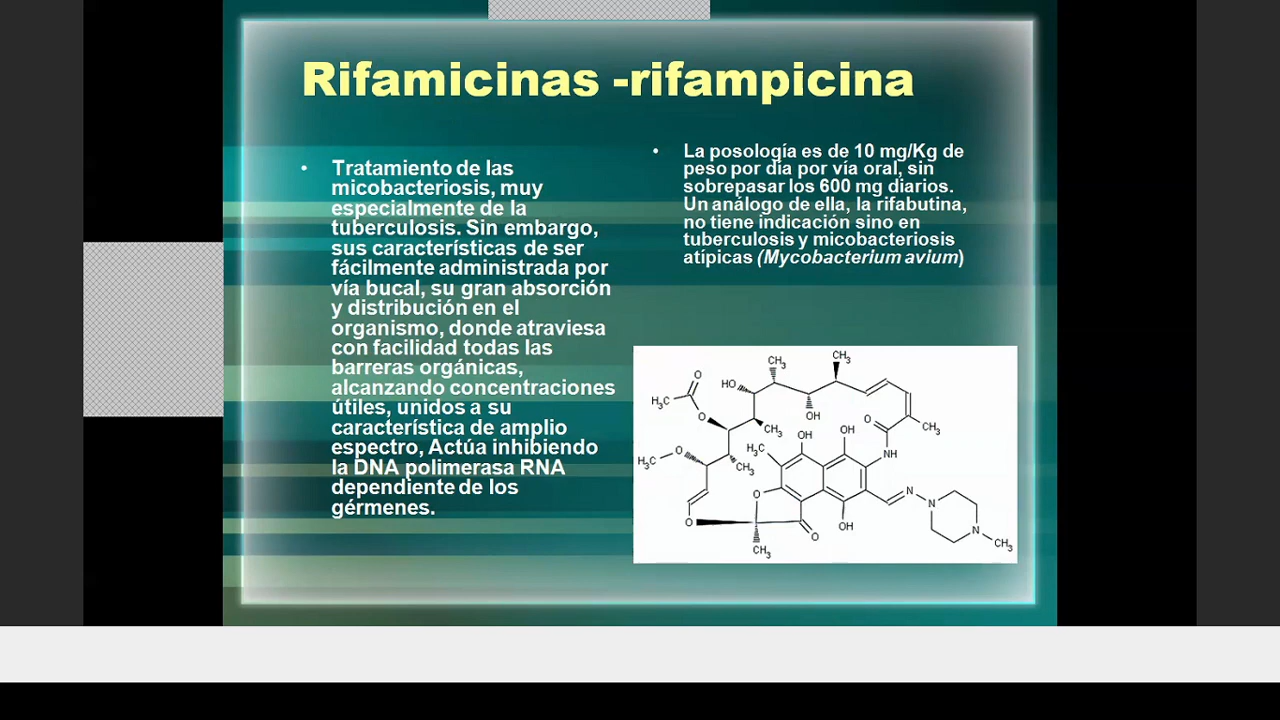 Rifamicinas -rifampicina
• Tratamiento de las
micobacteriosis, muy
especialmente de la
tuberculosis. Sin embargo,
sus características de ser
fácilmente administrada por
vía bucal, su gran absorción
y distribución en el
organismo, donde atraviesa
con facilidad todas las
barreras orgánicas,
alcanzando concentraciones
útiles, unidos a su
característica de amplio
espectro, Actúa inhibiendo
la DNA polimerasa RNA
dependiente de los
gérmenes.
• La posología es de 10 mg/Kg de
peso por día por vía oral, sin
sobrepasar los 600 mg diarios.
Un análogo de ella, la rifabutina,
no tiene indicación sino en
tuberculosis y micobacteriosis
atípicas (Mycobacterium avium)
CH3
CH3
O
HO
H3C
O
OH
O
CH3
CH3
OH
OH
H3C
O
H3C
CH3
NH
O
N
N
O
OH
O
N
CH3
CH3